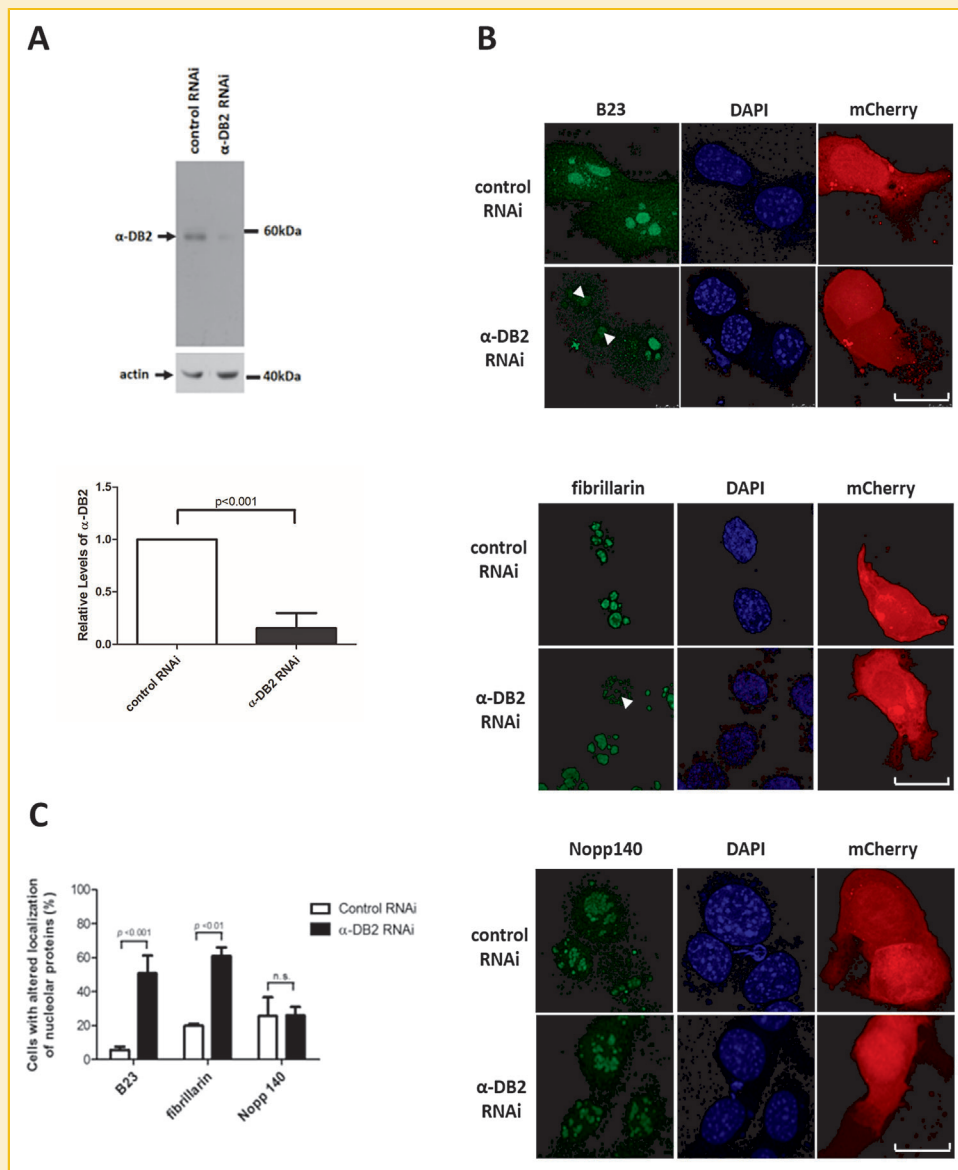 A
control RNAi
α-DB2 RNAi
α-DB2
60kDa
actin
40kDa
Relative Levels of α-DB2
1.5
1.0
0.5
0.0
p<0.001
control RNAi
α-DB2 RNAi
B
B23 DAPI mCherry
control
RNAi
α-DB2
RNAi
fibrillarin DAPI mCherry
control
RNAi
α-DB2
RNAi
Nopp140 DAPI mCherry
control
RNAi
α-DB2
RNAi
C
Cells with altered localization
of nucleolar proteins (%)
100
80
60
40
20
0
p <0.001
p <0.01
n.s.
Control RNAi
α-DB2 RNAi
B23
fibrillarin
Nopp 140